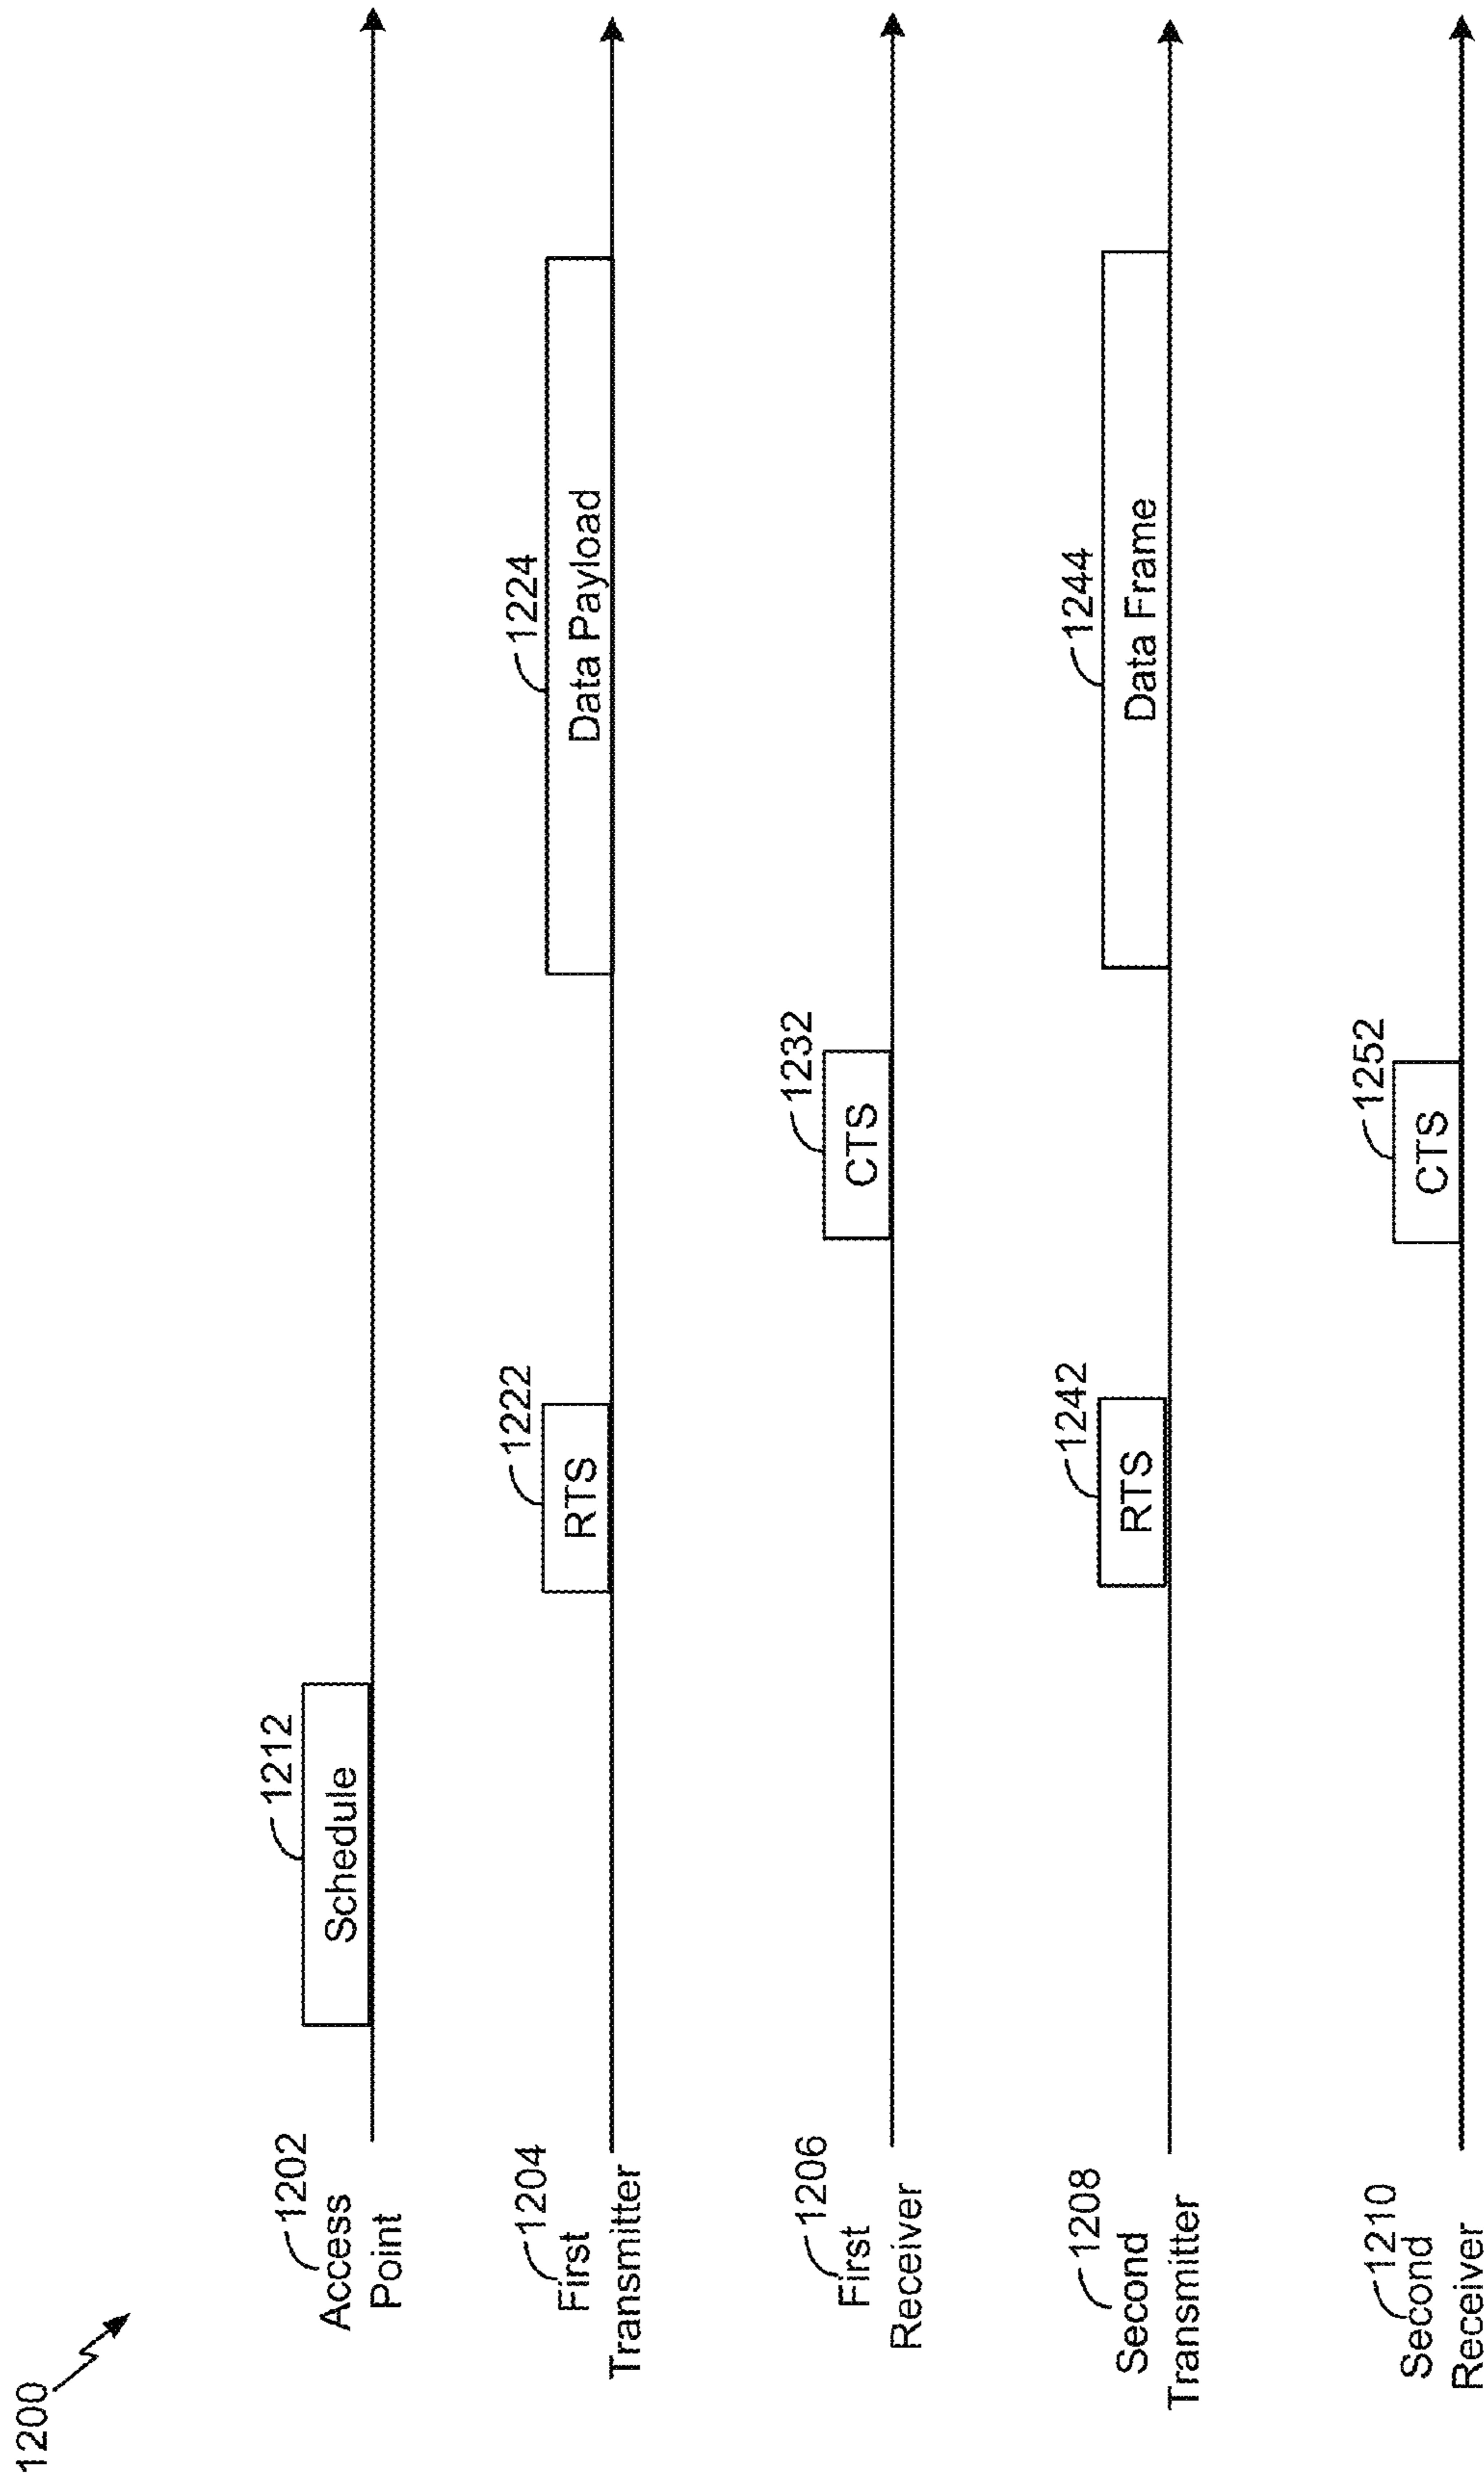 1200
1202
Access
Point
1212
Schedule
1204
First
Transmitter
1222
RTS
1224
Data Payload
1206
First
Receiver
1232
CTS
1208
Second
Transmitter
1242
RTS
1244
Data Frame
1210
Second
Receiver
1252
CTS